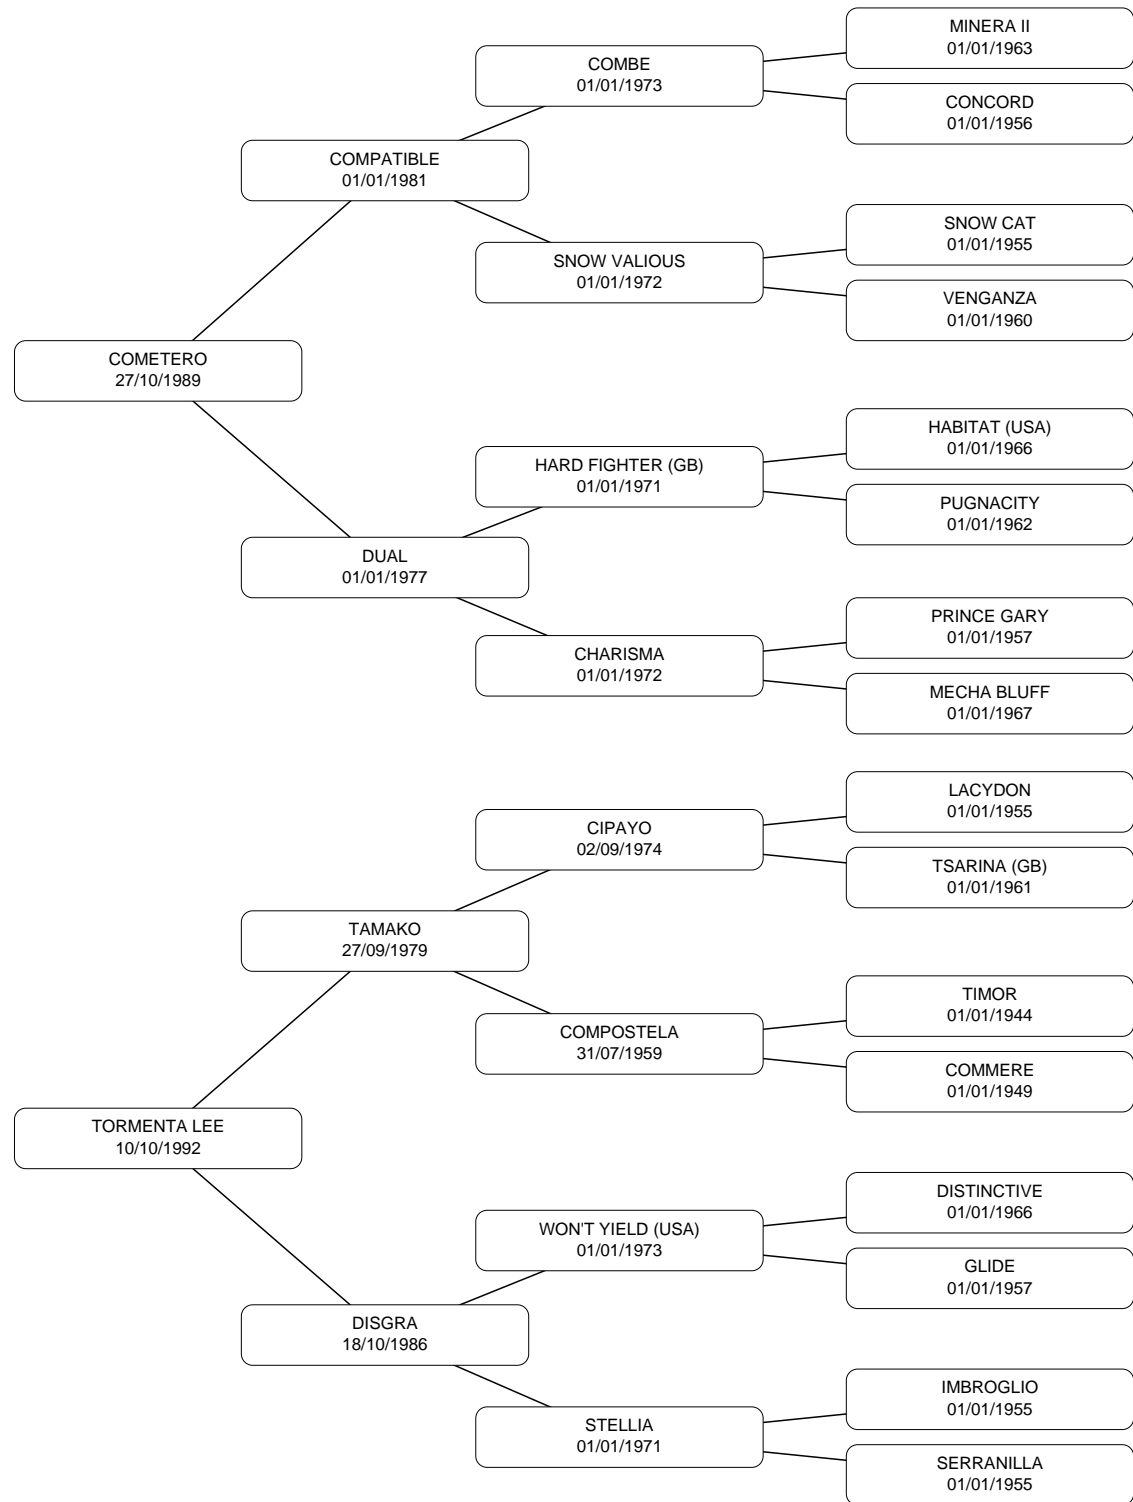 MINERA II
01/01/1963
COMBE
01/01/1973
CONCORD
01/01/1956
COMPATIBLE
01/01/1981
SNOW CAT
01/01/1955
SNOW VALIOUS
01/01/1972
VENGANZA
01/01/1960
COMETERO
27/10/1989
HABITAT (USA)
01/01/1966
HARD FIGHTER (GB)
01/01/1971
PUGNACITY
01/01/1962
DUAL
01/01/1977
PRINCE GARY
01/01/1957
CHARISMA
01/01/1972
MECHA BLUFF
01/01/1967
LACYDON
01/01/1955
CIPAYO
02/09/1974
TSARINA (GB)
01/01/1961
TAMAKO
27/09/1979
TIMOR
01/01/1944
COMPOSTELA
31/07/1959
COMMERE
01/01/1949
TORMENTA LEE
10/10/1992
DISTINCTIVE
01/01/1966
WON'T YIELD (USA)
01/01/1973
GLIDE
01/01/1957
DISGRA
18/10/1986
IMBROGLIO
01/01/1955
STELLIA
01/01/1971
SERRANILLA
01/01/1955